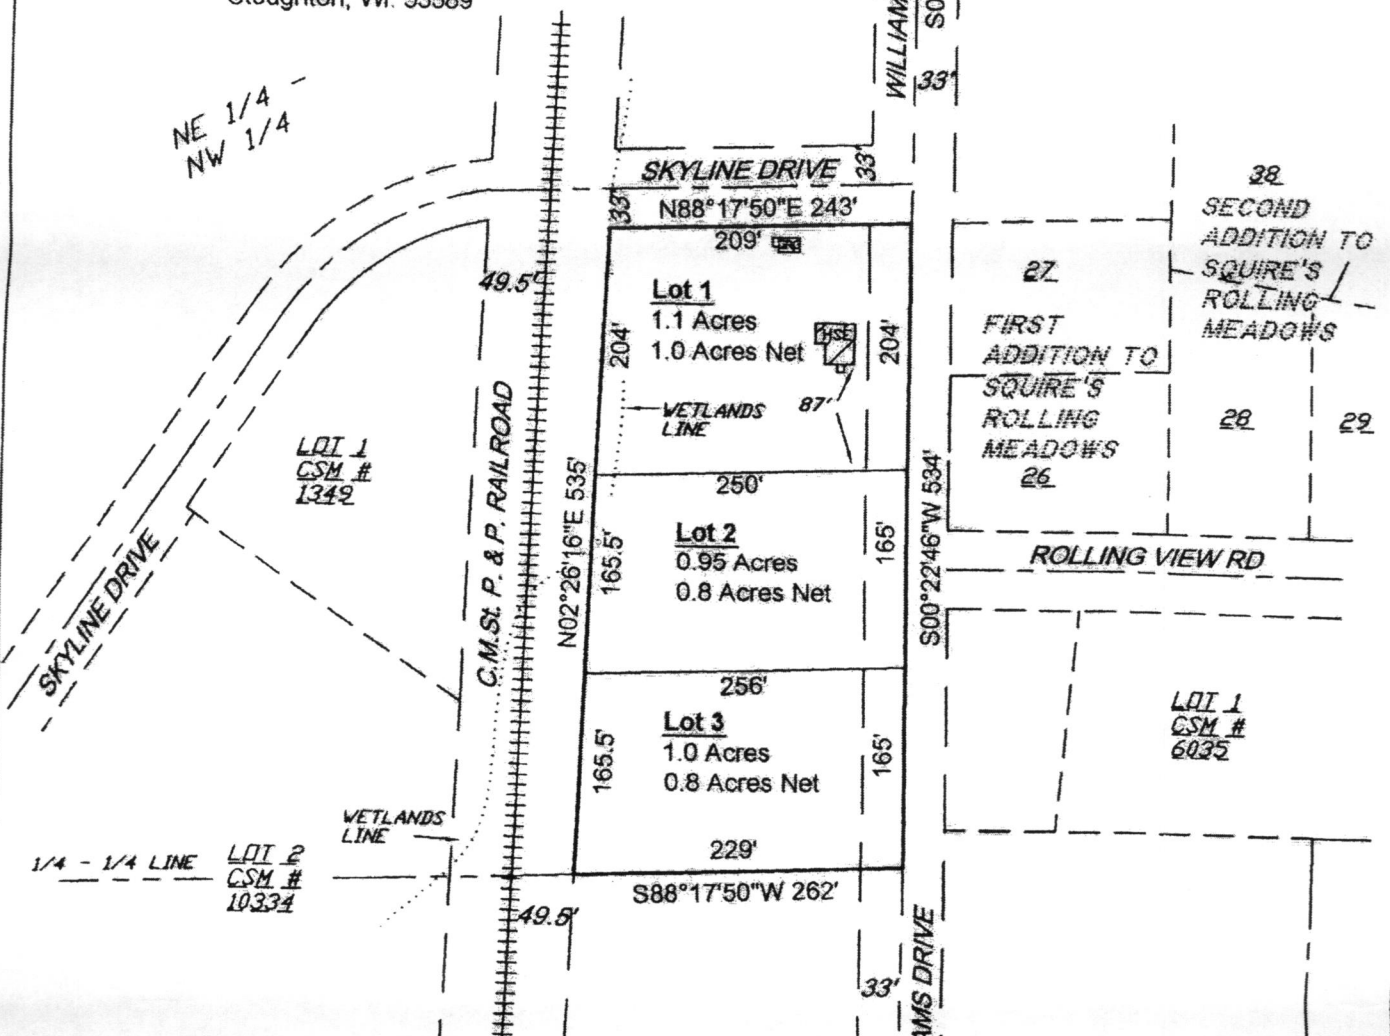 Stoughton, WI. 53589
WILLIAM
S0
33'
NE 1/4 -
NW 1/4
SKYLINE DRIVE
33'
33'
N88°17'50"E 243'
209'
49.5'
Lot 1
1.1 Acres
1.0 Acres Net
HSE
204'
204'
87'
WETLANDS
LINE
38
SECOND
ADDITION TO
SQUIRE'S
ROLLING
MEADOWS
27
FIRST
ADDITION TO
SQUIRE'S
ROLLING
MEADOWS
26
28
29
LOT 1
CSM #
1349
C.M.St. P. & P. RAILROAD
N02°26'16"E 535'
250'
Lot 2
0.95 Acres
0.8 Acres Net
165.5'
165'
S00°22'46"W 534'
ROLLING VIEW RD
SKYLINE DRIVE
256'
Lot 3
1.0 Acres
0.8 Acres Net
165.5'
165'
229'
S88°17'50"W 262'
LOT 1
CSM #
6035
WETLANDS
LINE
1/4 - 1/4 LINE
LOT 2
CSM #
10334
49.5'
33'
AMS DRIVE